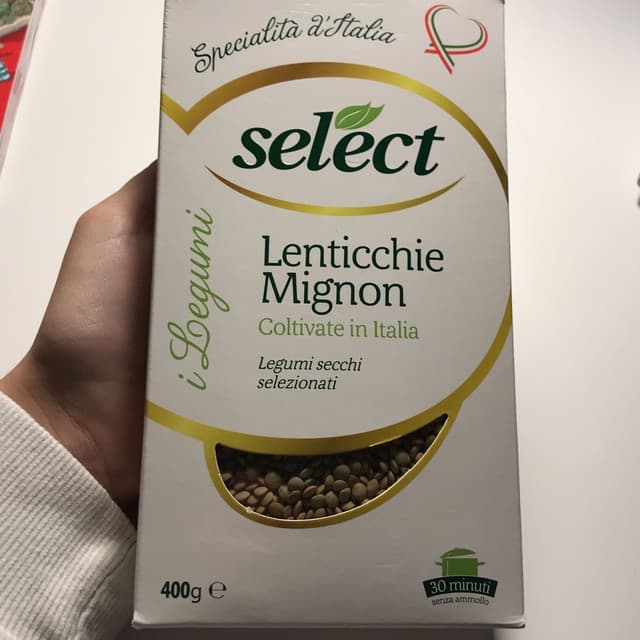 Specialità d'Italia
select
i Legumi
Lenticchie
Mignon
Coltivate in Italia
Legumi secchi
selezionati
400g ℮
30 minuti
senza ammollo